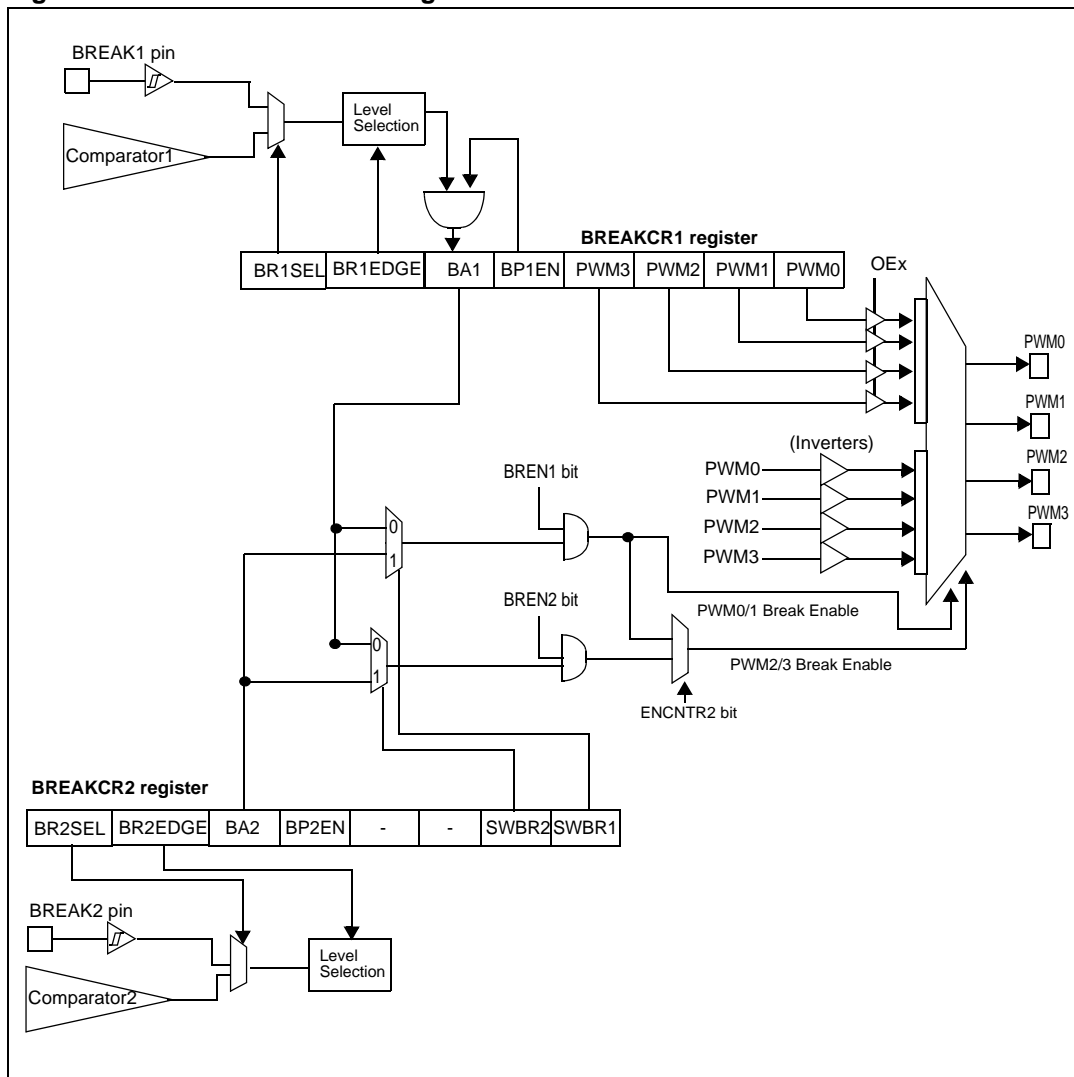 BREAK1 pin
Level
Selection
Comparator1
BREAKCR1 register
BR1SEL BR1EDGE BA1 BP1EN PWM3 PWM2 PWM1 PWM0
OEx
PWM0
PWM1
PWM2
PWM3
(Inverters)
PWM0
PWM1
PWM2
PWM3
BREN1 bit
0
1
PWM0/1 Break Enable
BREN2 bit
0
1
PWM2/3 Break Enable
ENCNTR2 bit
BREAKCR2 register
BR2SEL BR2EDGE BA2 BP2EN - - SWBR2 SWBR1
BREAK2 pin
Level
Selection
Comparator2